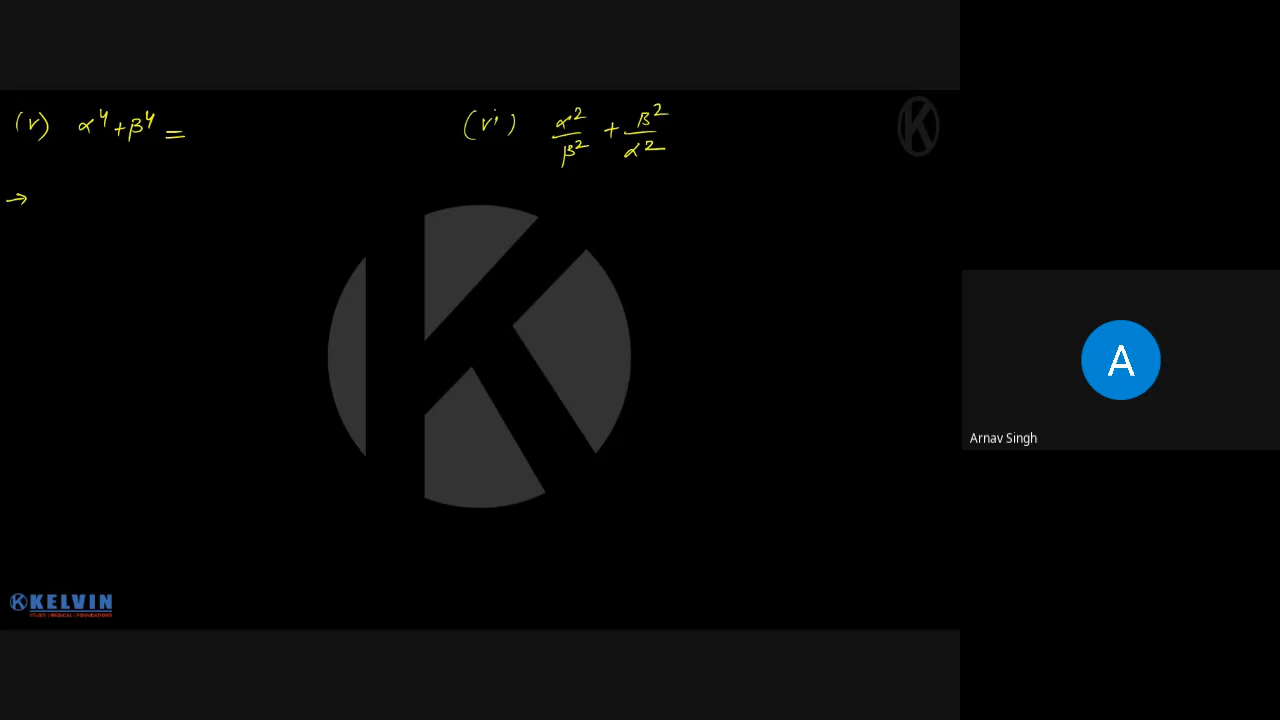 (v) α⁴ + β⁴ =
(vi) α²/β² + β²/α²
→
A
Arnav Singh
KELVIN